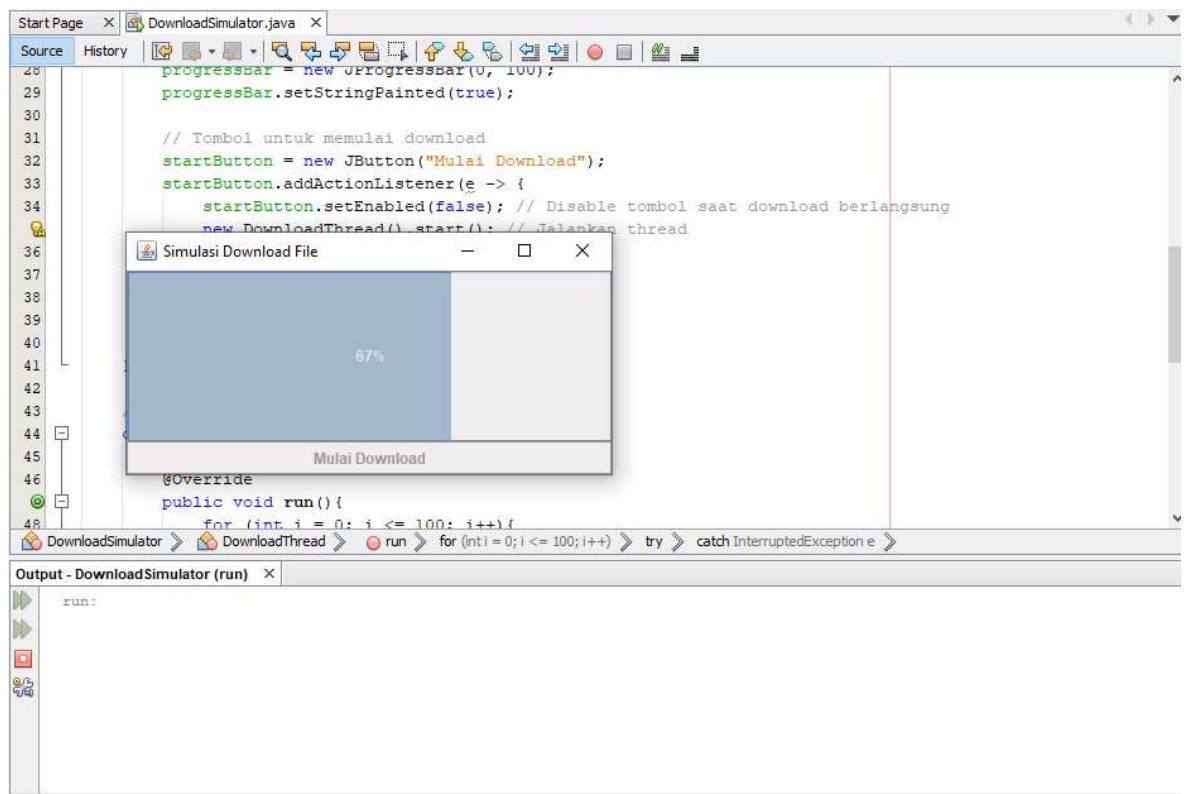 Start Page DownloadSimulator.java
Source History
28 progressBar = new JProgressBar(0, 100);
29 progressBar.setStringPainted(true);
30
31 // Tombol untuk memulai download
32 startButton = new JButton("Mulai Download");
33 startButton.addActionListener(e -> {
34 startButton.setEnabled(false); // Disable tombol saat download berlangsung
new DownloadThread().start(); // Jalankan thread
Simulasi Download File
36
37
38
39
40
67%
41
42
43
44
45
Mulai Download
46 @Override
public void run(){
48 for (int i = 0; i <= 100; i++){
DownloadSimulator DownloadThread run for (int i = 0; i <= 100; i++) try catch InterruptedException e
Output - DownloadSimulator (run)
run: